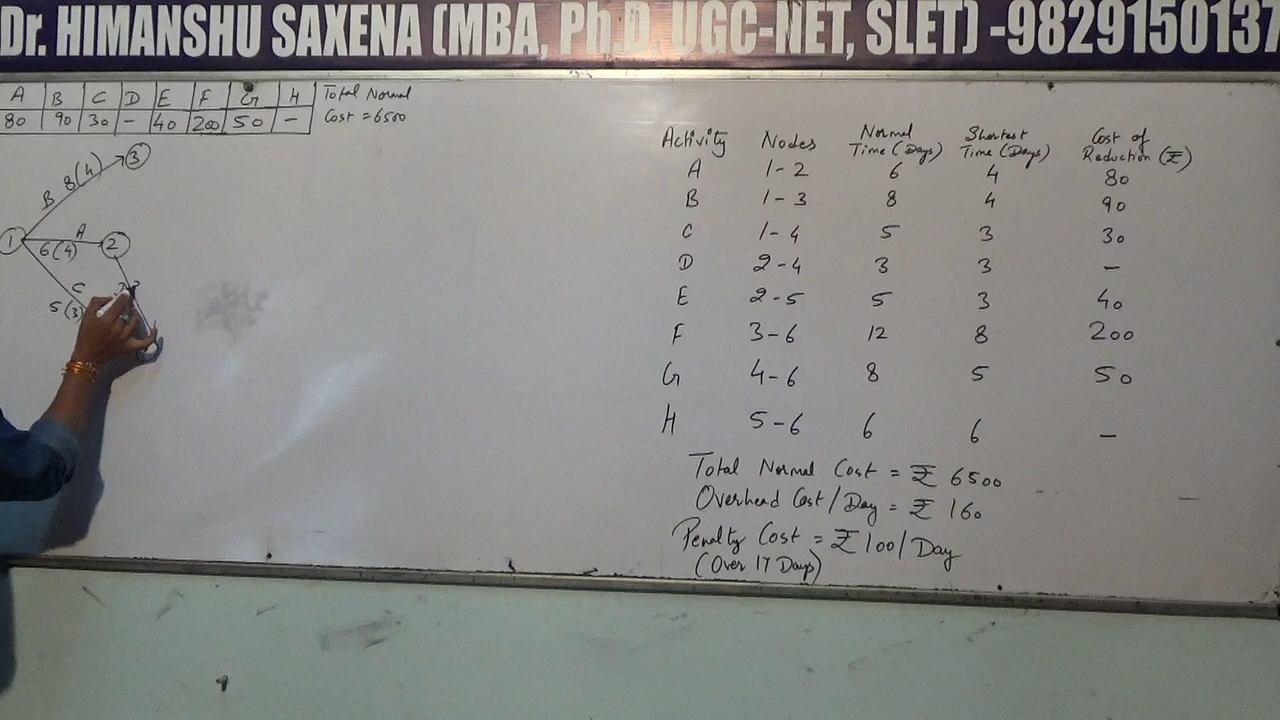 Dr. HIMANSHU SAXENA (MBA, Ph.D. UGC-NET, SLET) -9829150137
A B C D E F G H Total Normal
80 90 30 - 40 200 50 - Cost = 6500
3
B 8(4)
1 A 2
6(4)
C
5(3)
Activity Nodes Normal Time (Days) Shortest Time (Days) Cost of Reduction (₹)
A 1-2 6 4 80
B 1-3 8 4 90
C 1-4 5 3 30
D 2-4 3 3 -
E 2-5 5 3 40
F 3-6 12 8 200
G 4-6 8 5 50
H 5-6 6 6 -
Total Normal Cost = ₹ 6500
Overhead Cost/Day = ₹ 160
Penalty Cost = ₹ 100/Day
(Over 17 Days)